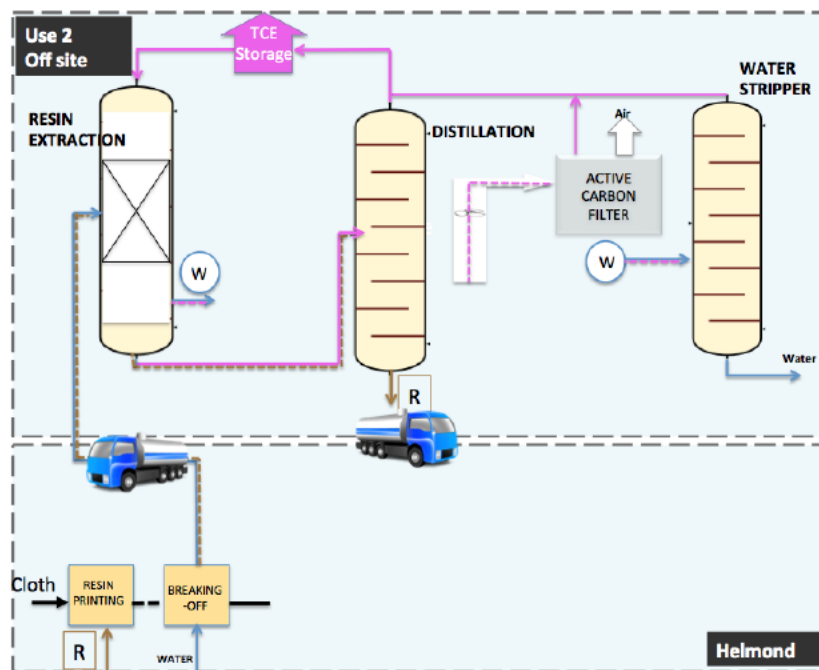 Use 2
Off site
TCE
Storage
WATER
STRIPPER
RESIN
EXTRACTION
DISTILLATION
Air
ACTIVE
CARBON
FILTER
W
W
Water
R
Cloth
RESIN
PRINTING
BREAKING
-OFF
R
WATER
Helmond